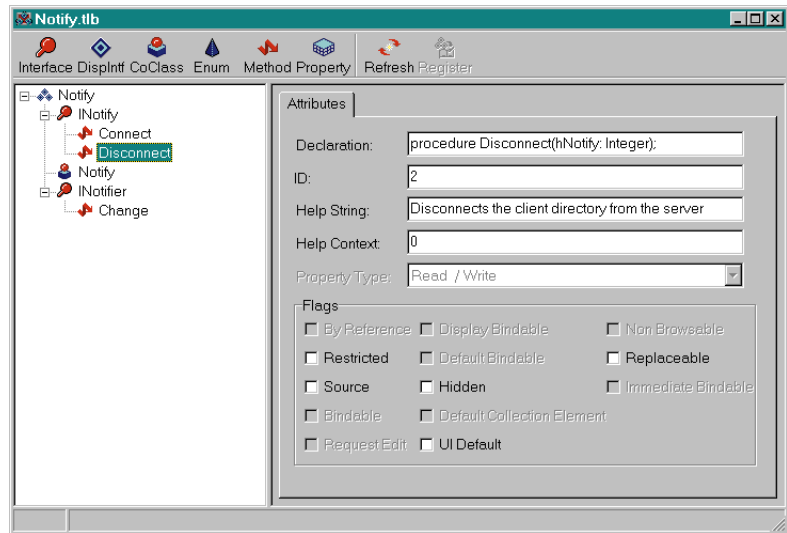 Notify.tlb
Interface DispIntf CoClass Enum Method Property Refresh Register
Notify
INotify
Connect
Disconnect
Notify
INotifier
Change
Attributes
Declaration: procedure Disconnect(hNotify: Integer);
ID: 2
Help String: Disconnects the client directory from the server
Help Context: 0
Property Type: Read / Write
Flags
By Reference Display Bindable Non Browsable
Restricted Default Bindable Replaceable
Source Hidden Immediate Bindable
Bindable Default Collection Element
Request Edit UI Default